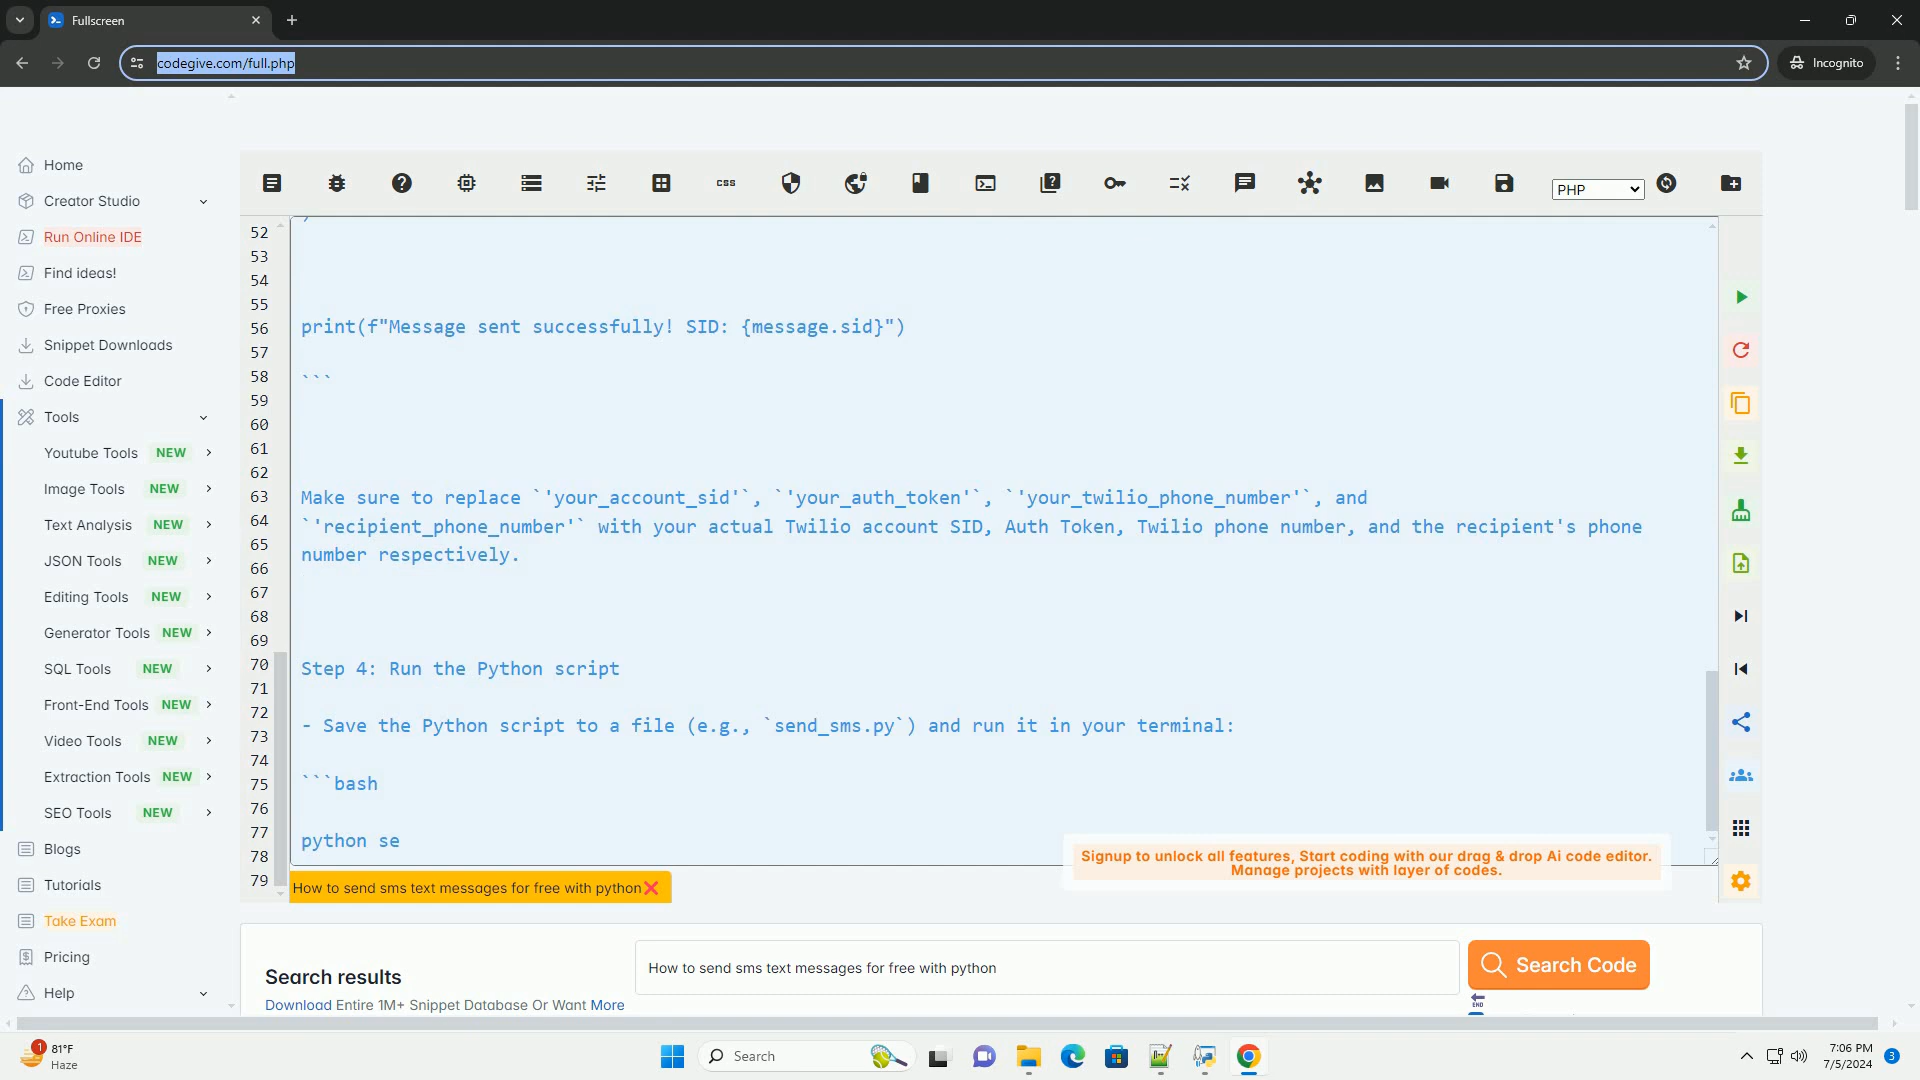 Fullscreen
codegive.com/full.php
Incognito
Home
Creator Studio
Run Online IDE
Find ideas!
Free Proxies
Snippet Downloads
Code Editor
Tools
Youtube Tools NEW
Image Tools NEW
Text Analysis NEW
JSON Tools NEW
Editing Tools NEW
Generator Tools NEW
SQL Tools NEW
Front-End Tools NEW
Video Tools NEW
Extraction Tools NEW
SEO Tools NEW
Blogs
Tutorials
Take Exam
Pricing
Help
css
PHP
52
53
54
55
56
57
58
59
60
61
62
63
64
65
66
67
68
69
70
71
72
73
74
75
76
77
78
79
print(f"Message sent successfully! SID: {message.sid}")
```
Make sure to replace `'your_account_sid'`, `'your_auth_token'`, `'your_twilio_phone_number'`, and
`'recipient_phone_number'` with your actual Twilio account SID, Auth Token, Twilio phone number, and the recipient's phone
number respectively.
Step 4: Run the Python script
- Save the Python script to a file (e.g., `send_sms.py`) and run it in your terminal:
```bash
python se
Signup to unlock all features, Start coding with our drag & drop Ai code editor.
Manage projects with layer of codes.
How to send sms text messages for free with python
Search results
Download Entire 1M+ Snippet Database Or Want More
How to send sms text messages for free with python
Search Code
END
1
81°F
Haze
Search
7:06 PM
7/5/2024
3